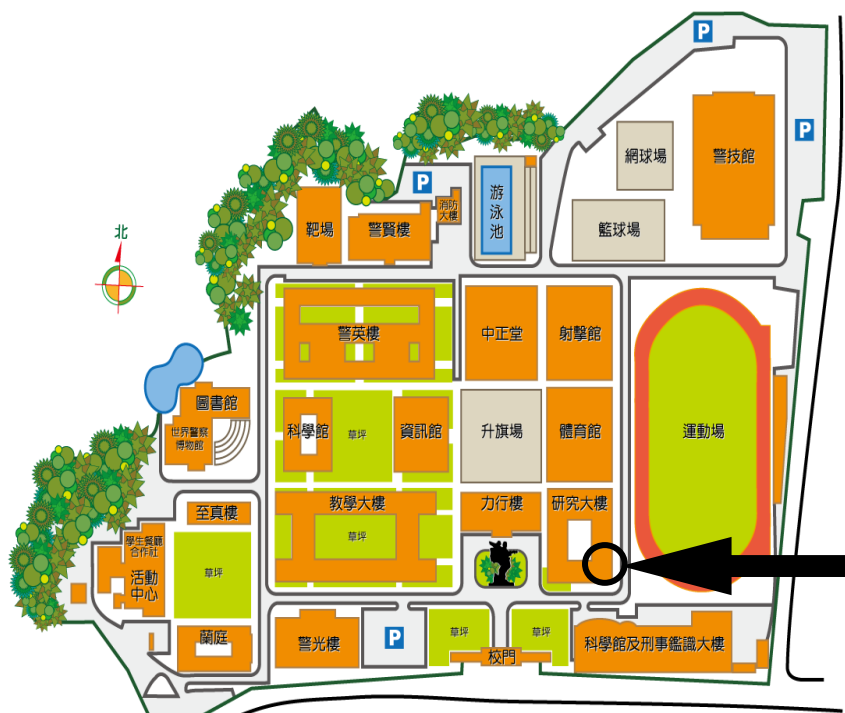 P
P
網球場
警技館
P
游泳池
消防
大樓
靶場
警賢樓
籃球場
北
警英樓
中正堂
射擊館
圖書館
世界警察
博物館
科學館
草坪
資訊館
升旗場
體育館
運動場
至真樓
教學大樓
草坪
力行樓
研究大樓
學生餐廳
合作社
活動
中心
草坪
蘭庭
警光樓
P
草坪
草坪
校門
科學館及刑事鑑識大樓